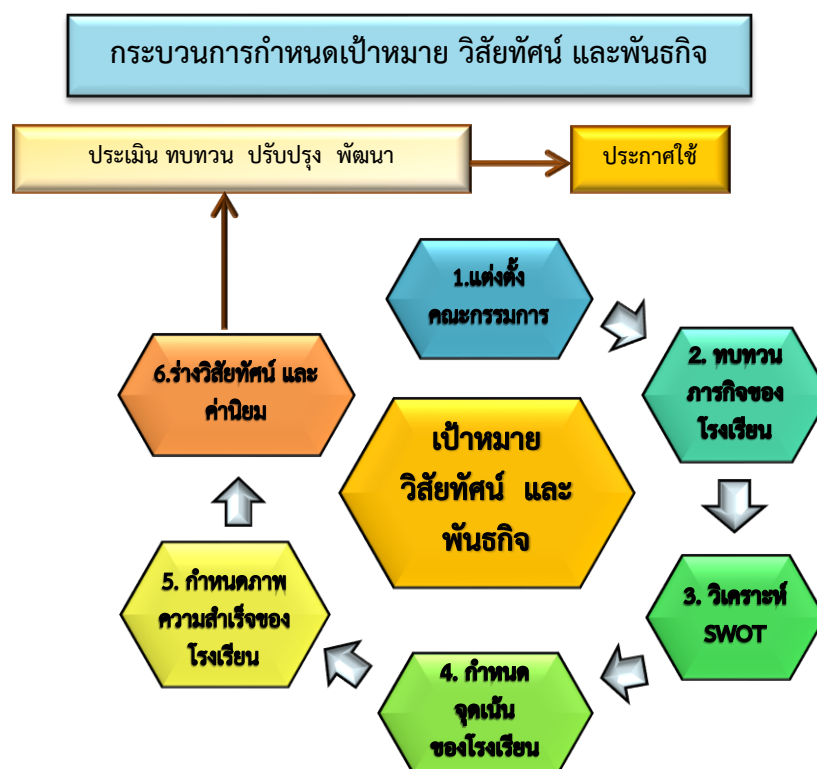 กระบวนการกำหนดเป้าหมาย วิสัยทัศน์ และพันธกิจ
ประเมิน ทบทวน ปรับปรุง พัฒนา
ประกาศใช้
1.แต่งตั้ง
คณะกรรมการ
2. ทบทวน
ภารกิจของ
โรงเรียน
3. วิเคราะห์
SWOT
4. กำหนด
จุดเน้น
ของโรงเรียน
5. กำหนดภาพ
ความสำเร็จของ
โรงเรียน
6.ร่างวิสัยทัศน์ และ
ค่านิยม
เป้าหมาย
วิสัยทัศน์ และ
พันธกิจ